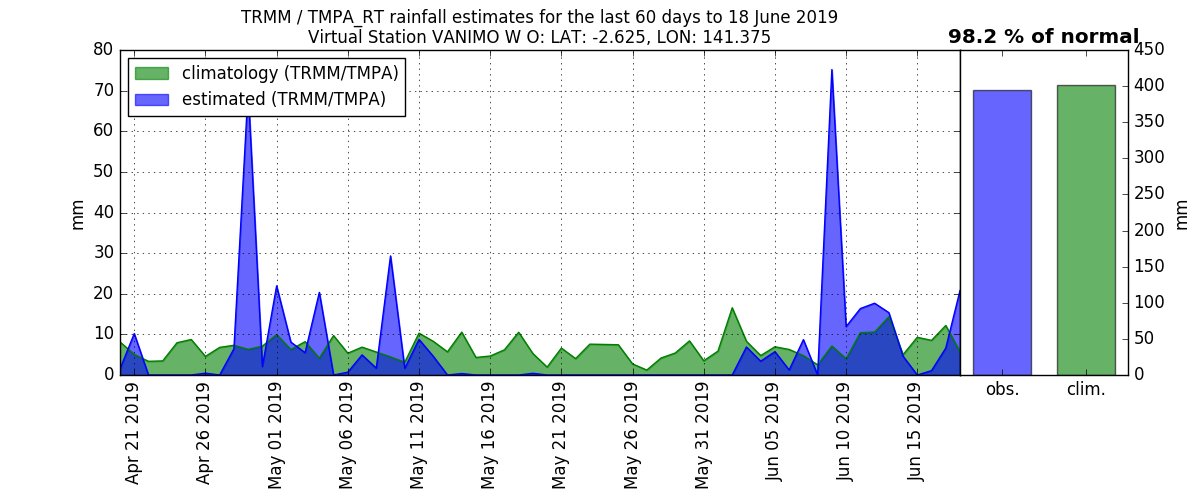 TRMM / TMPA_RT rainfall estimates for the last 60 days to 18 June 2019
Virtual Station VANIMO W O: LAT: -2.625, LON: 141.375
98.2 % of normal
climatology (TRMM/TMPA)
estimated (TRMM/TMPA)
80
70
60
50
40
30
20
10
0
mm
Apr 21 2019
Apr 26 2019
May 01 2019
May 06 2019
May 11 2019
May 16 2019
May 21 2019
May 26 2019
May 31 2019
Jun 05 2019
Jun 10 2019
Jun 15 2019
450
400
350
300
250
200
150
100
50
0
mm
obs.
clim.